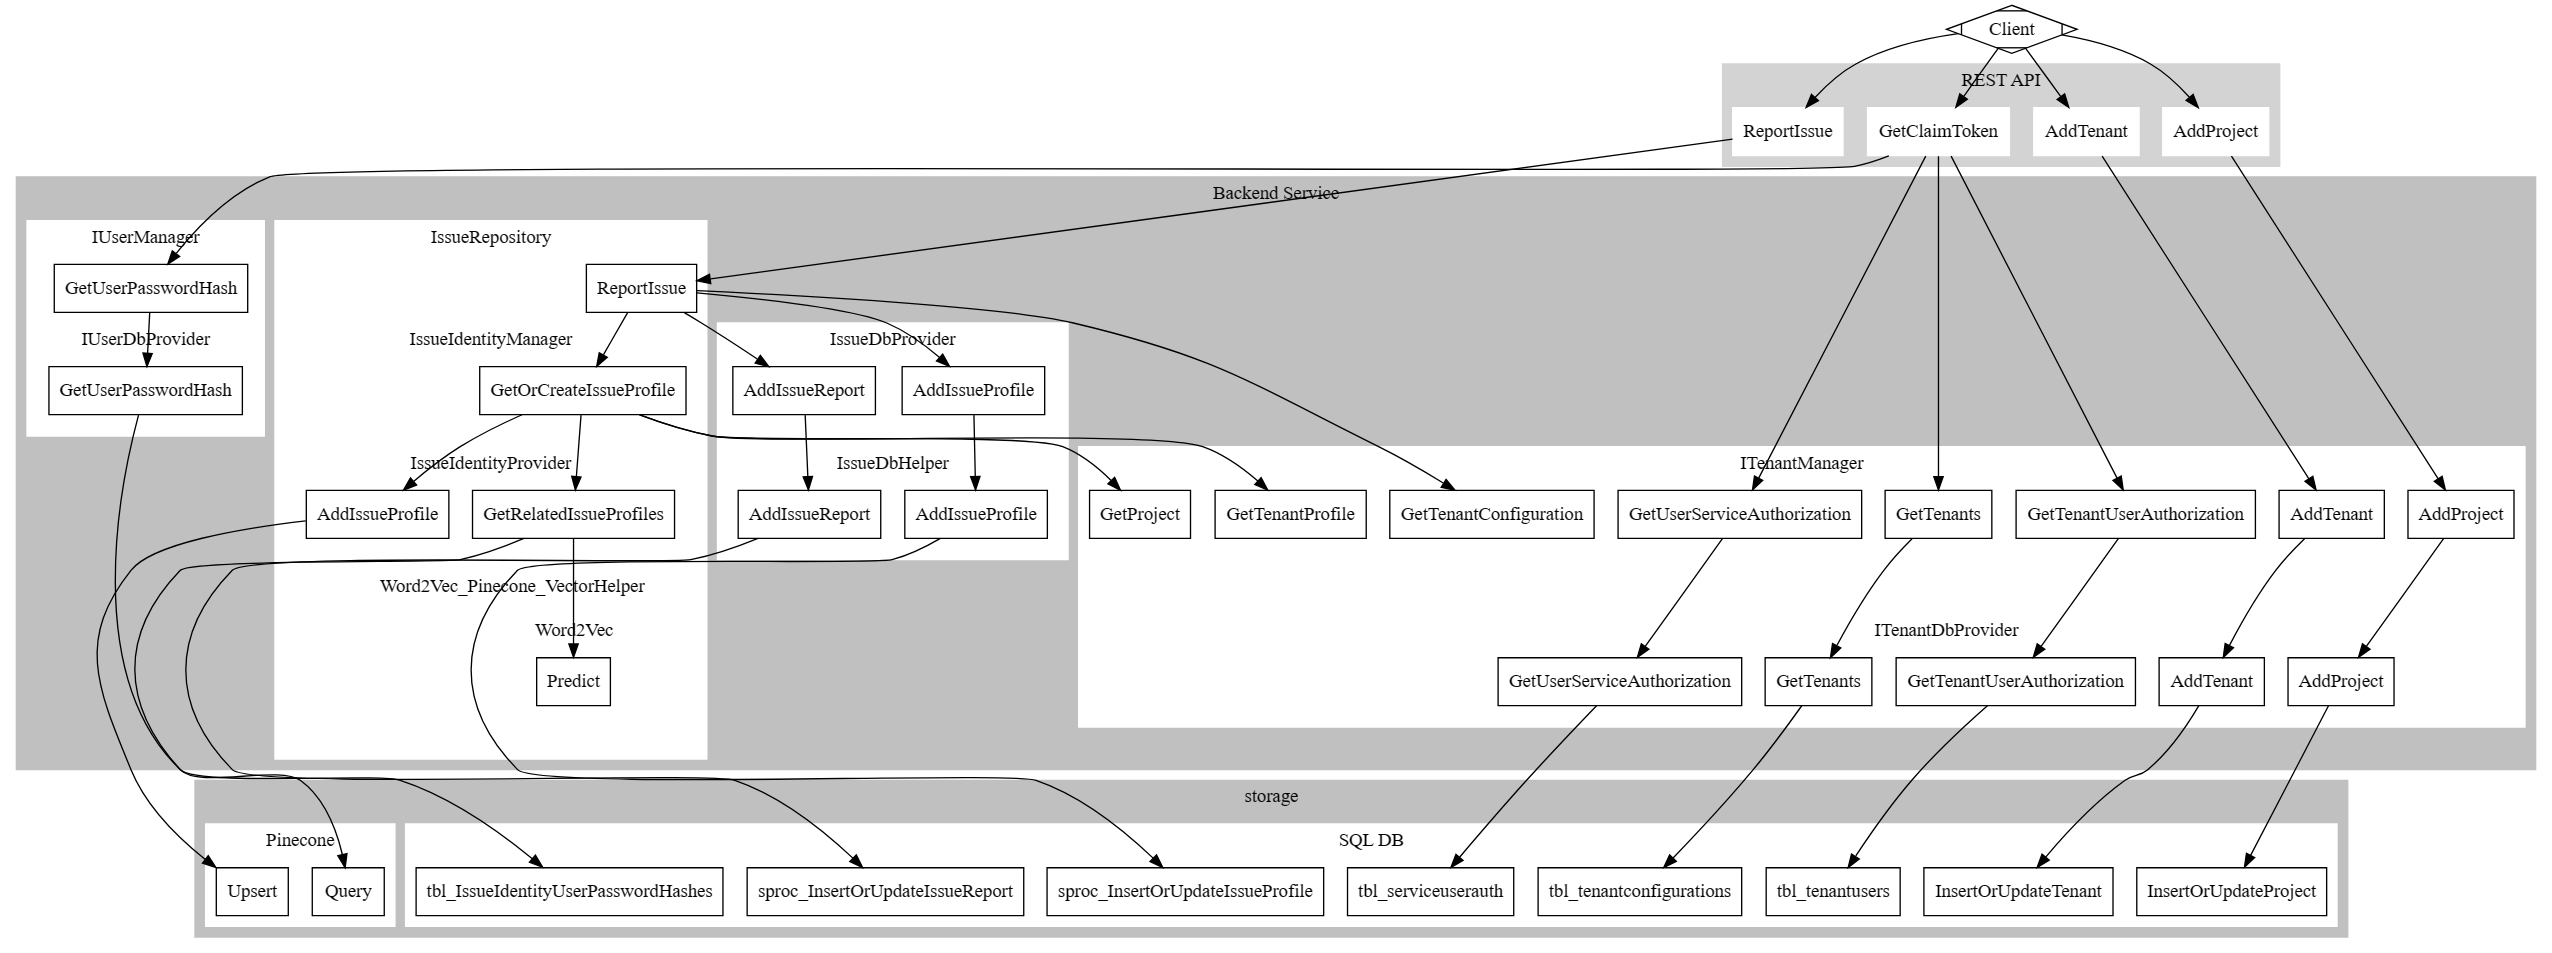 Client
REST API
ReportIssue
GetClaimToken
AddTenant
AddProject
Backend Service
IUserManager
IssueRepository
GetUserPasswordHash
ReportIssue
IUserDbProvider
IssueIdentityManager
IssueDbProvider
GetUserPasswordHash
GetOrCreateIssueProfile
AddIssueReport
AddIssueProfile
IssueIdentityProvider
IssueDbHelper
ITenantManager
AddIssueProfile
GetRelatedIssueProfiles
AddIssueReport
AddIssueProfile
GetProject
GetTenantProfile
GetTenantConfiguration
GetUserServiceAuthorization
GetTenants
GetTenantUserAuthorization
AddTenant
AddProject
Word2Vec_Pinecone_VectorHelper
Word2Vec
ITenantDbProvider
Predict
GetUserServiceAuthorization
GetTenants
GetTenantUserAuthorization
AddTenant
AddProject
storage
Pinecone
SQL DB
Upsert
Query
tbl_IssueIdentityUserPasswordHashes
sproc_InsertOrUpdateIssueReport
sproc_InsertOrUpdateIssueProfile
tbl_serviceuserauth
tbl_tenantconfigurations
tbl_tenantusers
InsertOrUpdateTenant
InsertOrUpdateProject